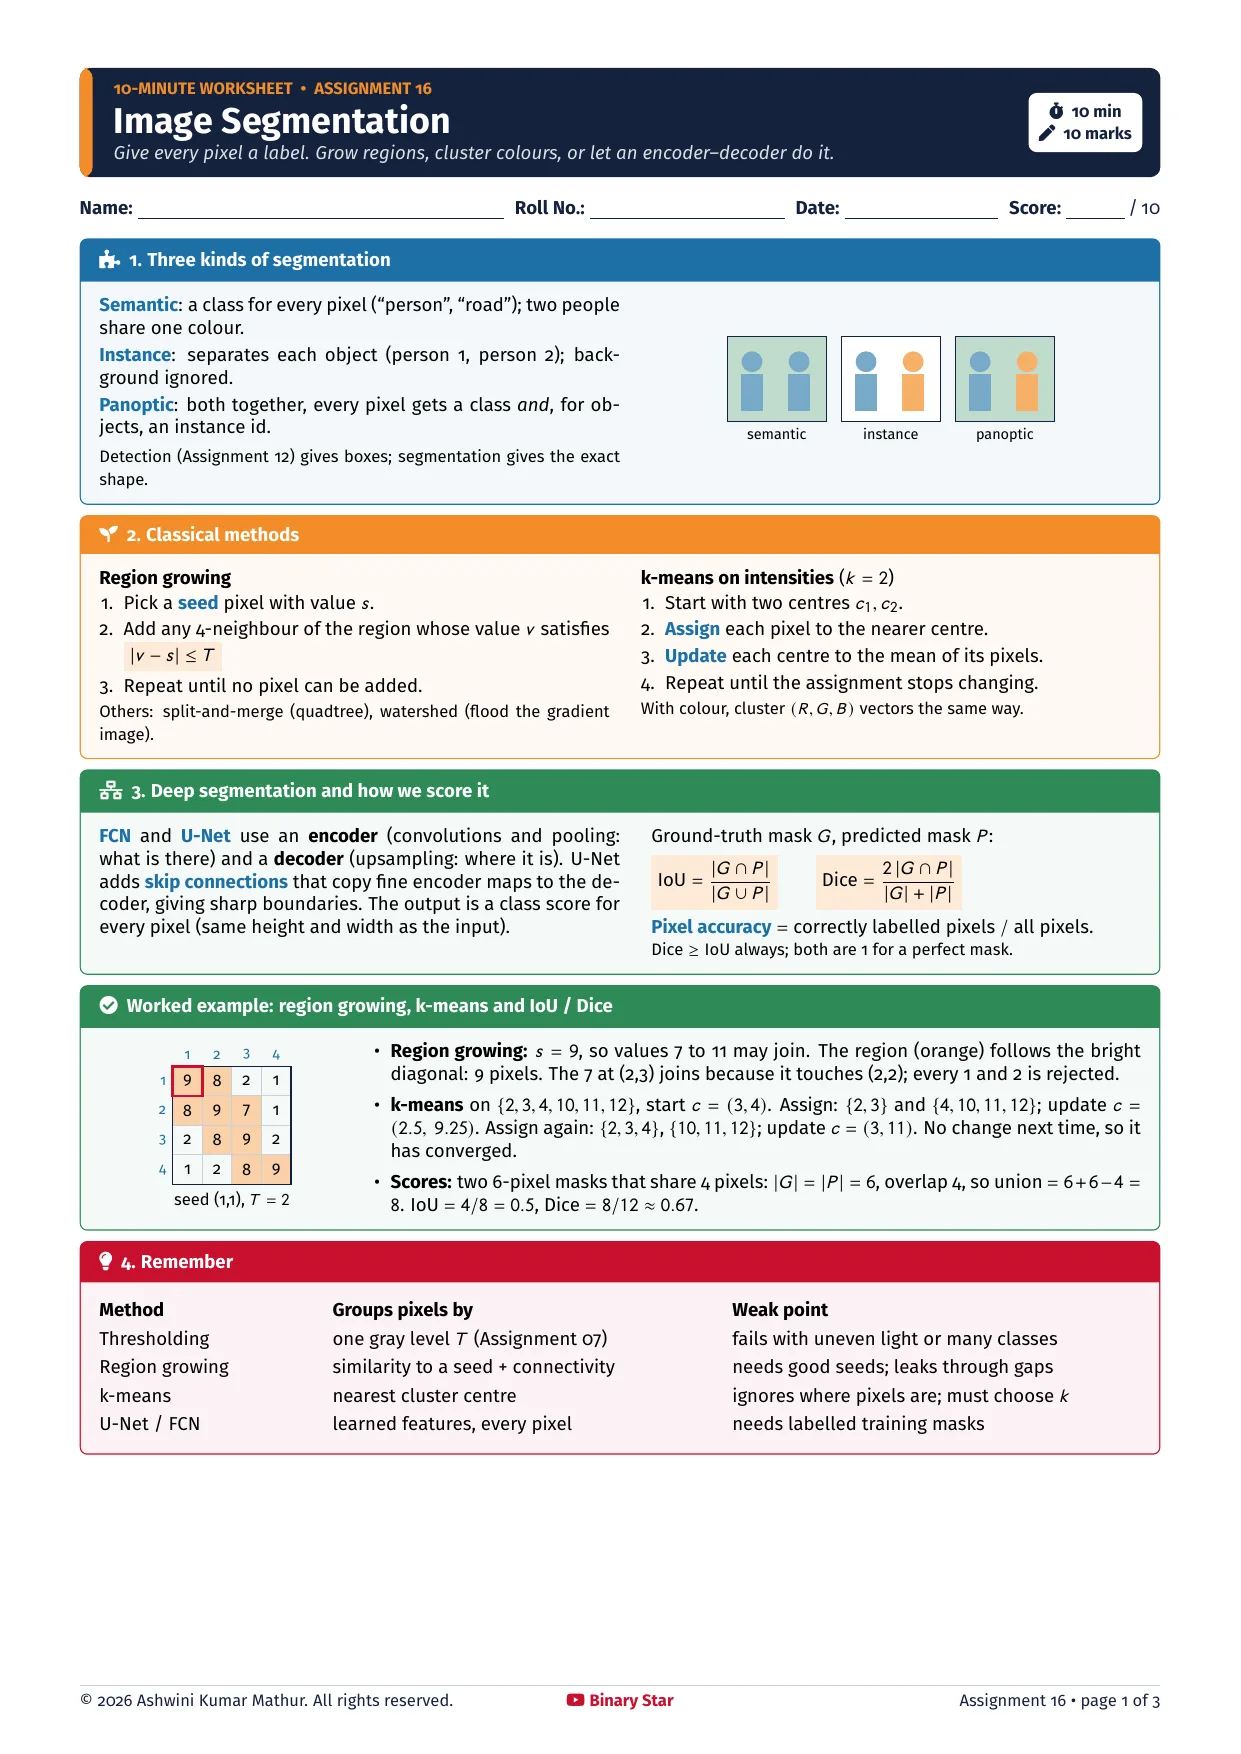 10-MINUTE WORKSHEET • ASSIGNMENT 16
Image Segmentation
Give every pixel a label. Grow regions, cluster colours, or let an encoder–decoder do it.
10 min
10 marks
Name: Roll No.: Date: Score: / 10
1. Three kinds of segmentation
Semantic: a class for every pixel (“person”, “road”); two people
share one colour.
Instance: separates each object (person 1, person 2); back-
ground ignored.
Panoptic: both together, every pixel gets a class and, for ob-
jects, an instance id.
Detection (Assignment 12) gives boxes; segmentation gives the exact
shape.
semantic instance panoptic
2. Classical methods
Region growing
1. Pick a seed pixel with value s.
2. Add any 4-neighbour of the region whose value v satisfies
|v − s| ≤ T
3. Repeat until no pixel can be added.
Others: split-and-merge (quadtree), watershed (flood the gradient
image).
k-means on intensities (k = 2)
1. Start with two centres c₁, c₂.
2. Assign each pixel to the nearer centre.
3. Update each centre to the mean of its pixels.
4. Repeat until the assignment stops changing.
With colour, cluster (R, G, B) vectors the same way.
3. Deep segmentation and how we score it
FCN and U-Net use an encoder (convolutions and pooling:
what is there) and a decoder (upsampling: where it is). U-Net
adds skip connections that copy fine encoder maps to the de-
coder, giving sharp boundaries. The output is a class score for
every pixel (same height and width as the input).
Ground-truth mask G, predicted mask P:
IoU = |G ∩ P| / |G ∪ P| Dice = 2 |G ∩ P| / |G| + |P|
Pixel accuracy = correctly labelled pixels / all pixels.
Dice ≥ IoU always; both are 1 for a perfect mask.
Worked example: region growing, k-means and IoU / Dice
1 2 3 4
1 9 8 2 1
2 8 9 7 1
3 2 8 9 2
4 1 2 8 9
seed (1,1), T = 2
• Region growing: s = 9, so values 7 to 11 may join. The region (orange) follows the bright
diagonal: 9 pixels. The 7 at (2,3) joins because it touches (2,2); every 1 and 2 is rejected.
• k-means on {2, 3, 4, 10, 11, 12}, start c = (3, 4). Assign: {2, 3} and {4, 10, 11, 12}; update c =
(2.5, 9.25). Assign again: {2, 3, 4}, {10, 11, 12}; update c = (3, 11). No change next time, so it
has converged.
• Scores: two 6-pixel masks that share 4 pixels: |G| = |P| = 6, overlap 4, so union = 6+6−4 =
8. IoU = 4/8 = 0.5, Dice = 8/12 ≈ 0.67.
4. Remember
Method Groups pixels by Weak point
Thresholding one gray level T (Assignment 07) fails with uneven light or many classes
Region growing similarity to a seed + connectivity needs good seeds; leaks through gaps
k-means nearest cluster centre ignores where pixels are; must choose k
U-Net / FCN learned features, every pixel needs labelled training masks
© 2026 Ashwini Kumar Mathur. All rights reserved. Binary Star Assignment 16 • page 1 of 3